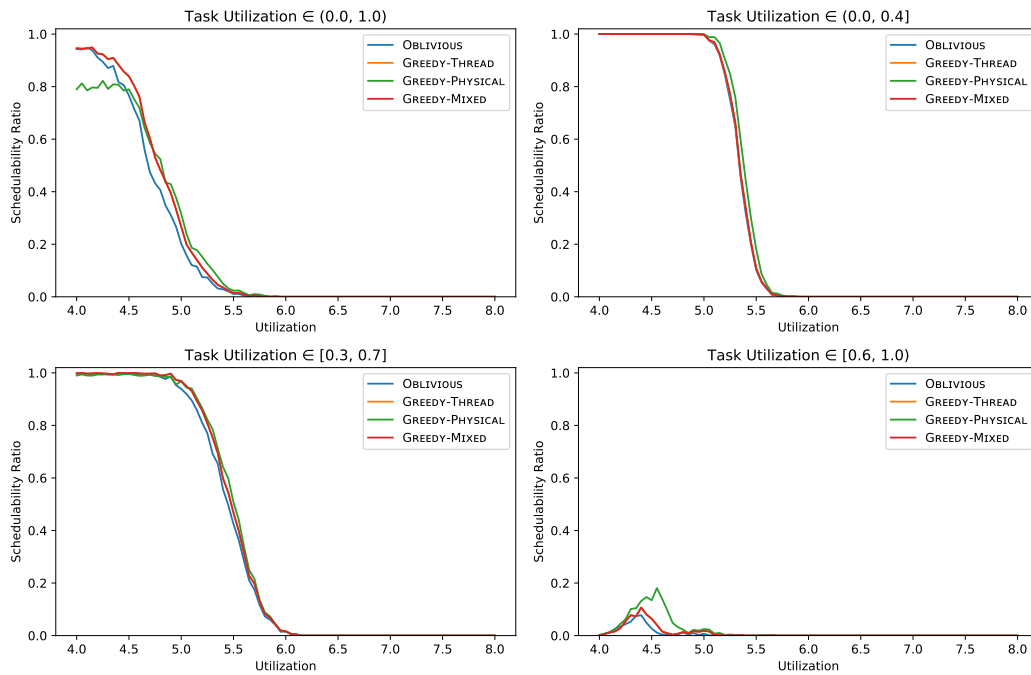 Task Utilization ∈ (0.0, 1.0)
1.0
0.8
0.6
0.4
0.2
0.0
Schedulability Ratio
OBLIVIOUS
GREEDY-THREAD
GREEDY-PHYSICAL
GREEDY-MIXED
4.0 4.5 5.0 5.5 6.0 6.5 7.0 7.5 8.0
Utilization
Task Utilization ∈ (0.0, 0.4]
1.0
0.8
0.6
0.4
0.2
0.0
Schedulability Ratio
OBLIVIOUS
GREEDY-THREAD
GREEDY-PHYSICAL
GREEDY-MIXED
4.0 4.5 5.0 5.5 6.0 6.5 7.0 7.5 8.0
Utilization
Task Utilization ∈ [0.3, 0.7]
1.0
0.8
0.6
0.4
0.2
0.0
Schedulability Ratio
OBLIVIOUS
GREEDY-THREAD
GREEDY-PHYSICAL
GREEDY-MIXED
4.0 4.5 5.0 5.5 6.0 6.5 7.0 7.5 8.0
Utilization
Task Utilization ∈ [0.6, 1.0)
1.0
0.8
0.6
0.4
0.2
0.0
Schedulability Ratio
OBLIVIOUS
GREEDY-THREAD
GREEDY-PHYSICAL
GREEDY-MIXED
4.0 4.5 5.0 5.5 6.0 6.5 7.0 7.5 8.0
Utilization